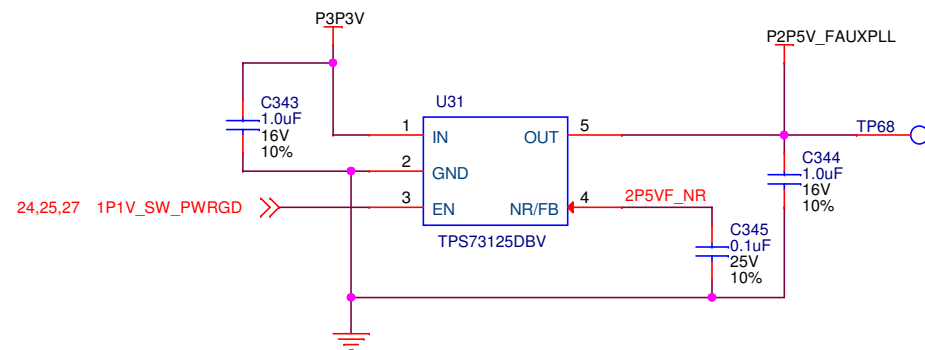 P3P3V
P2P5V_FAUXPLL
C343
1.0uF
16V
10%
U31
1
IN
OUT
5
TP68
2
GND
C344
1.0uF
16V
10%
24,25,27 1P1V_SW_PWRGD
3
EN
NR/FB
4
2P5VF_NR
TPS73125DBV
C345
0.1uF
25V
10%